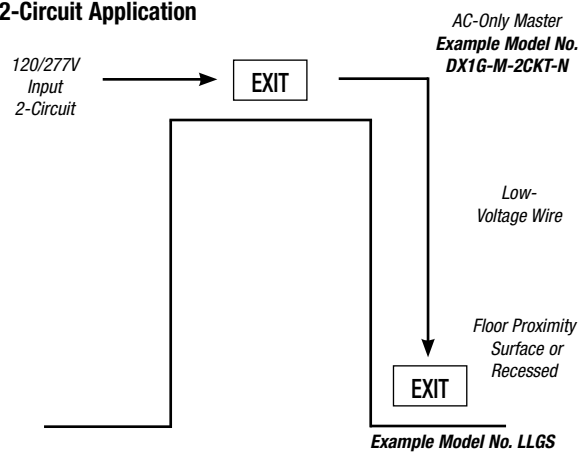 2-Circuit Application
AC-Only Master
Example Model No.
DX1G-M-2CKT-N
120/277V
Input
2-Circuit
EXIT
Low-
Voltage Wire
Floor Proximity
Surface or
Recessed
EXIT
Example Model No. LLGS